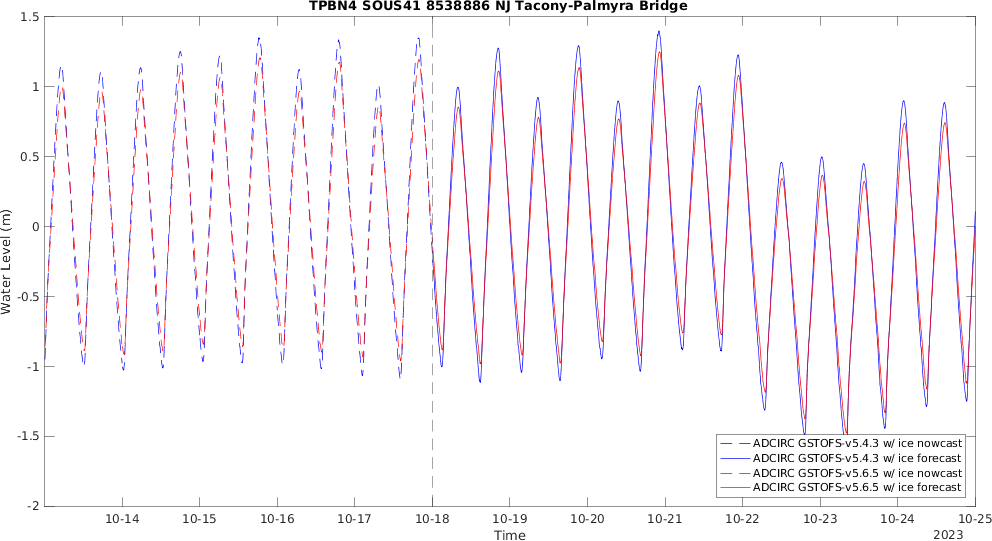 TPBN4 SOUS41 8538886 NJ Tacony-Palmyra Bridge
1.5
1
0.5
0
-0.5
-1
-1.5
-2
Water Level (m)
10-14 10-15 10-16 10-17 10-18 10-19 10-20 10-21 10-22 10-23 10-24 10-25
Time
2023
ADCIRC GSTOFS-v5.4.3 w/ ice nowcast
ADCIRC GSTOFS-v5.4.3 w/ ice forecast
ADCIRC GSTOFS-v5.6.5 w/ ice nowcast
ADCIRC GSTOFS-v5.6.5 w/ ice forecast